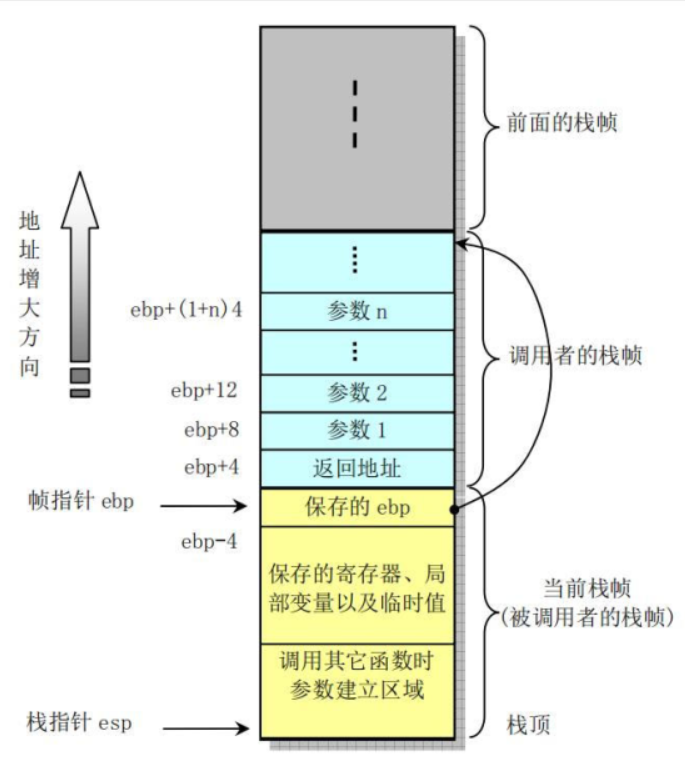 前面的栈帧
地址增大方向
ebp+(1+n)4
参数 n
调用者的栈帧
ebp+12
参数 2
ebp+8
参数 1
ebp+4
返回地址
帧指针 ebp
保存的 ebp
ebp-4
保存的寄存器、局
部变量以及临时值
当前栈帧
(被调用者的栈帧)
调用其它函数时
参数建立区域
栈指针 esp
栈顶